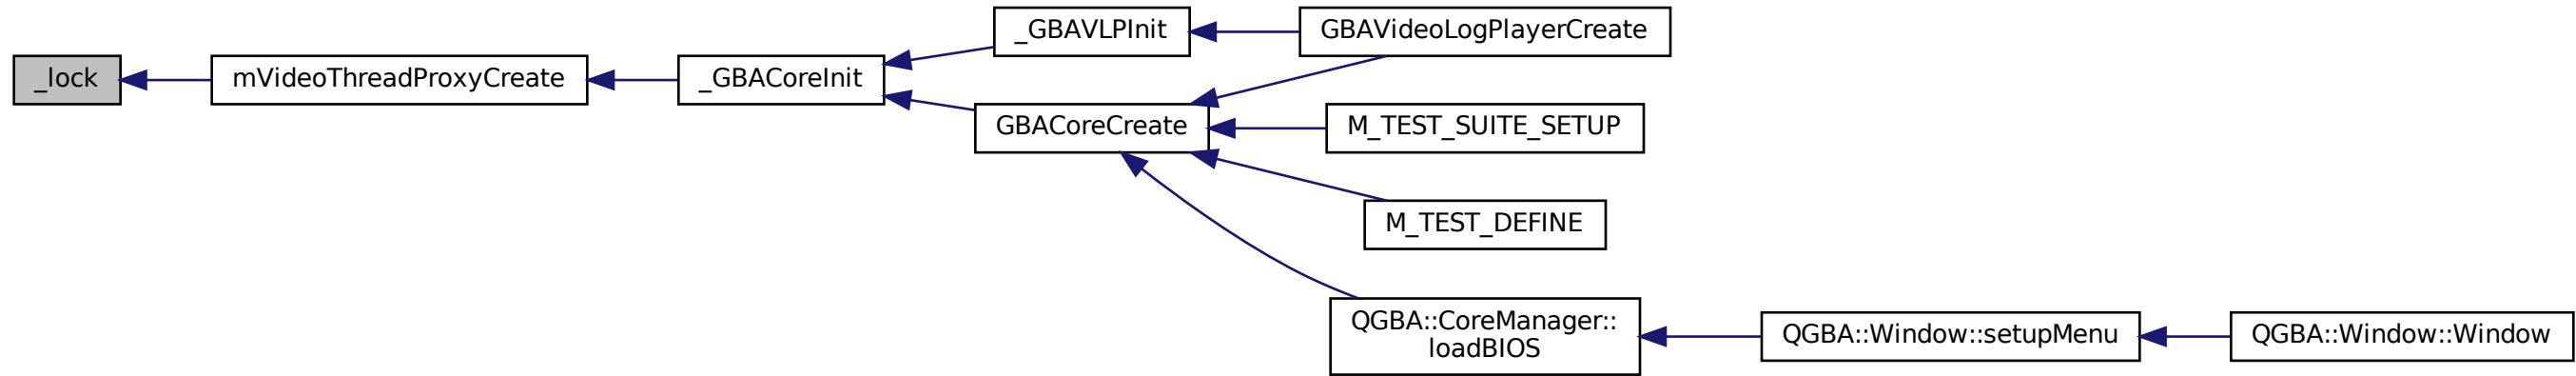 _lock
mVideoThreadProxyCreate
_GBACoreInit
_GBAVLPInit
GBAVideoLogPlayerCreate
GBACoreCreate
M_TEST_SUITE_SETUP
M_TEST_DEFINE
QGBA::CoreManager::
loadBIOS
QGBA::Window::setupMenu
QGBA::Window::Window